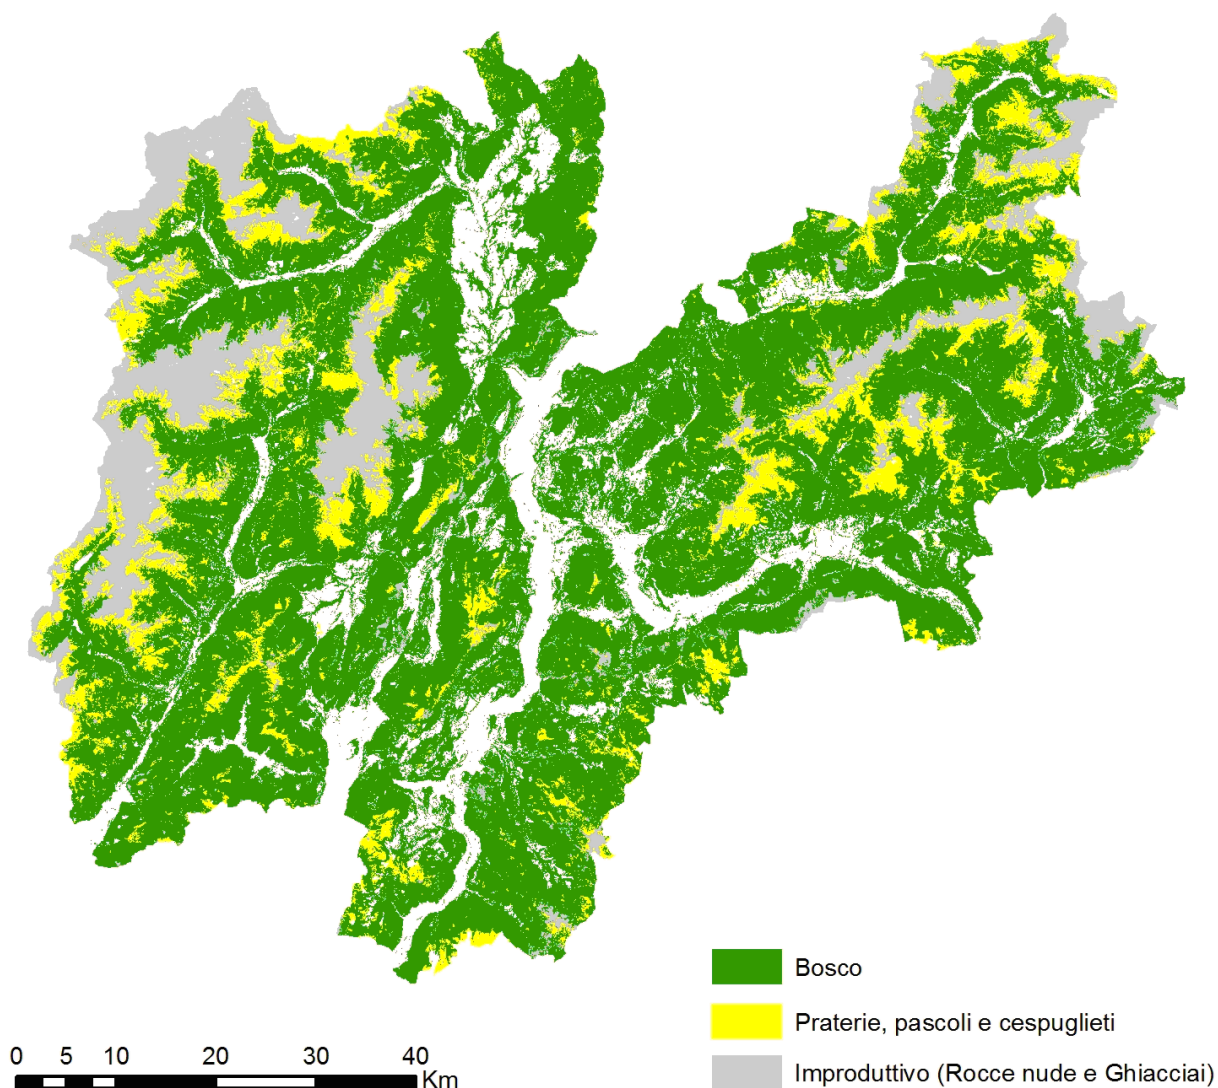 Bosco
Praterie, pascoli e cespuglieti
Improduttivo (Rocce nude e Ghiacciai)
0 5 10 20 30 40
Km